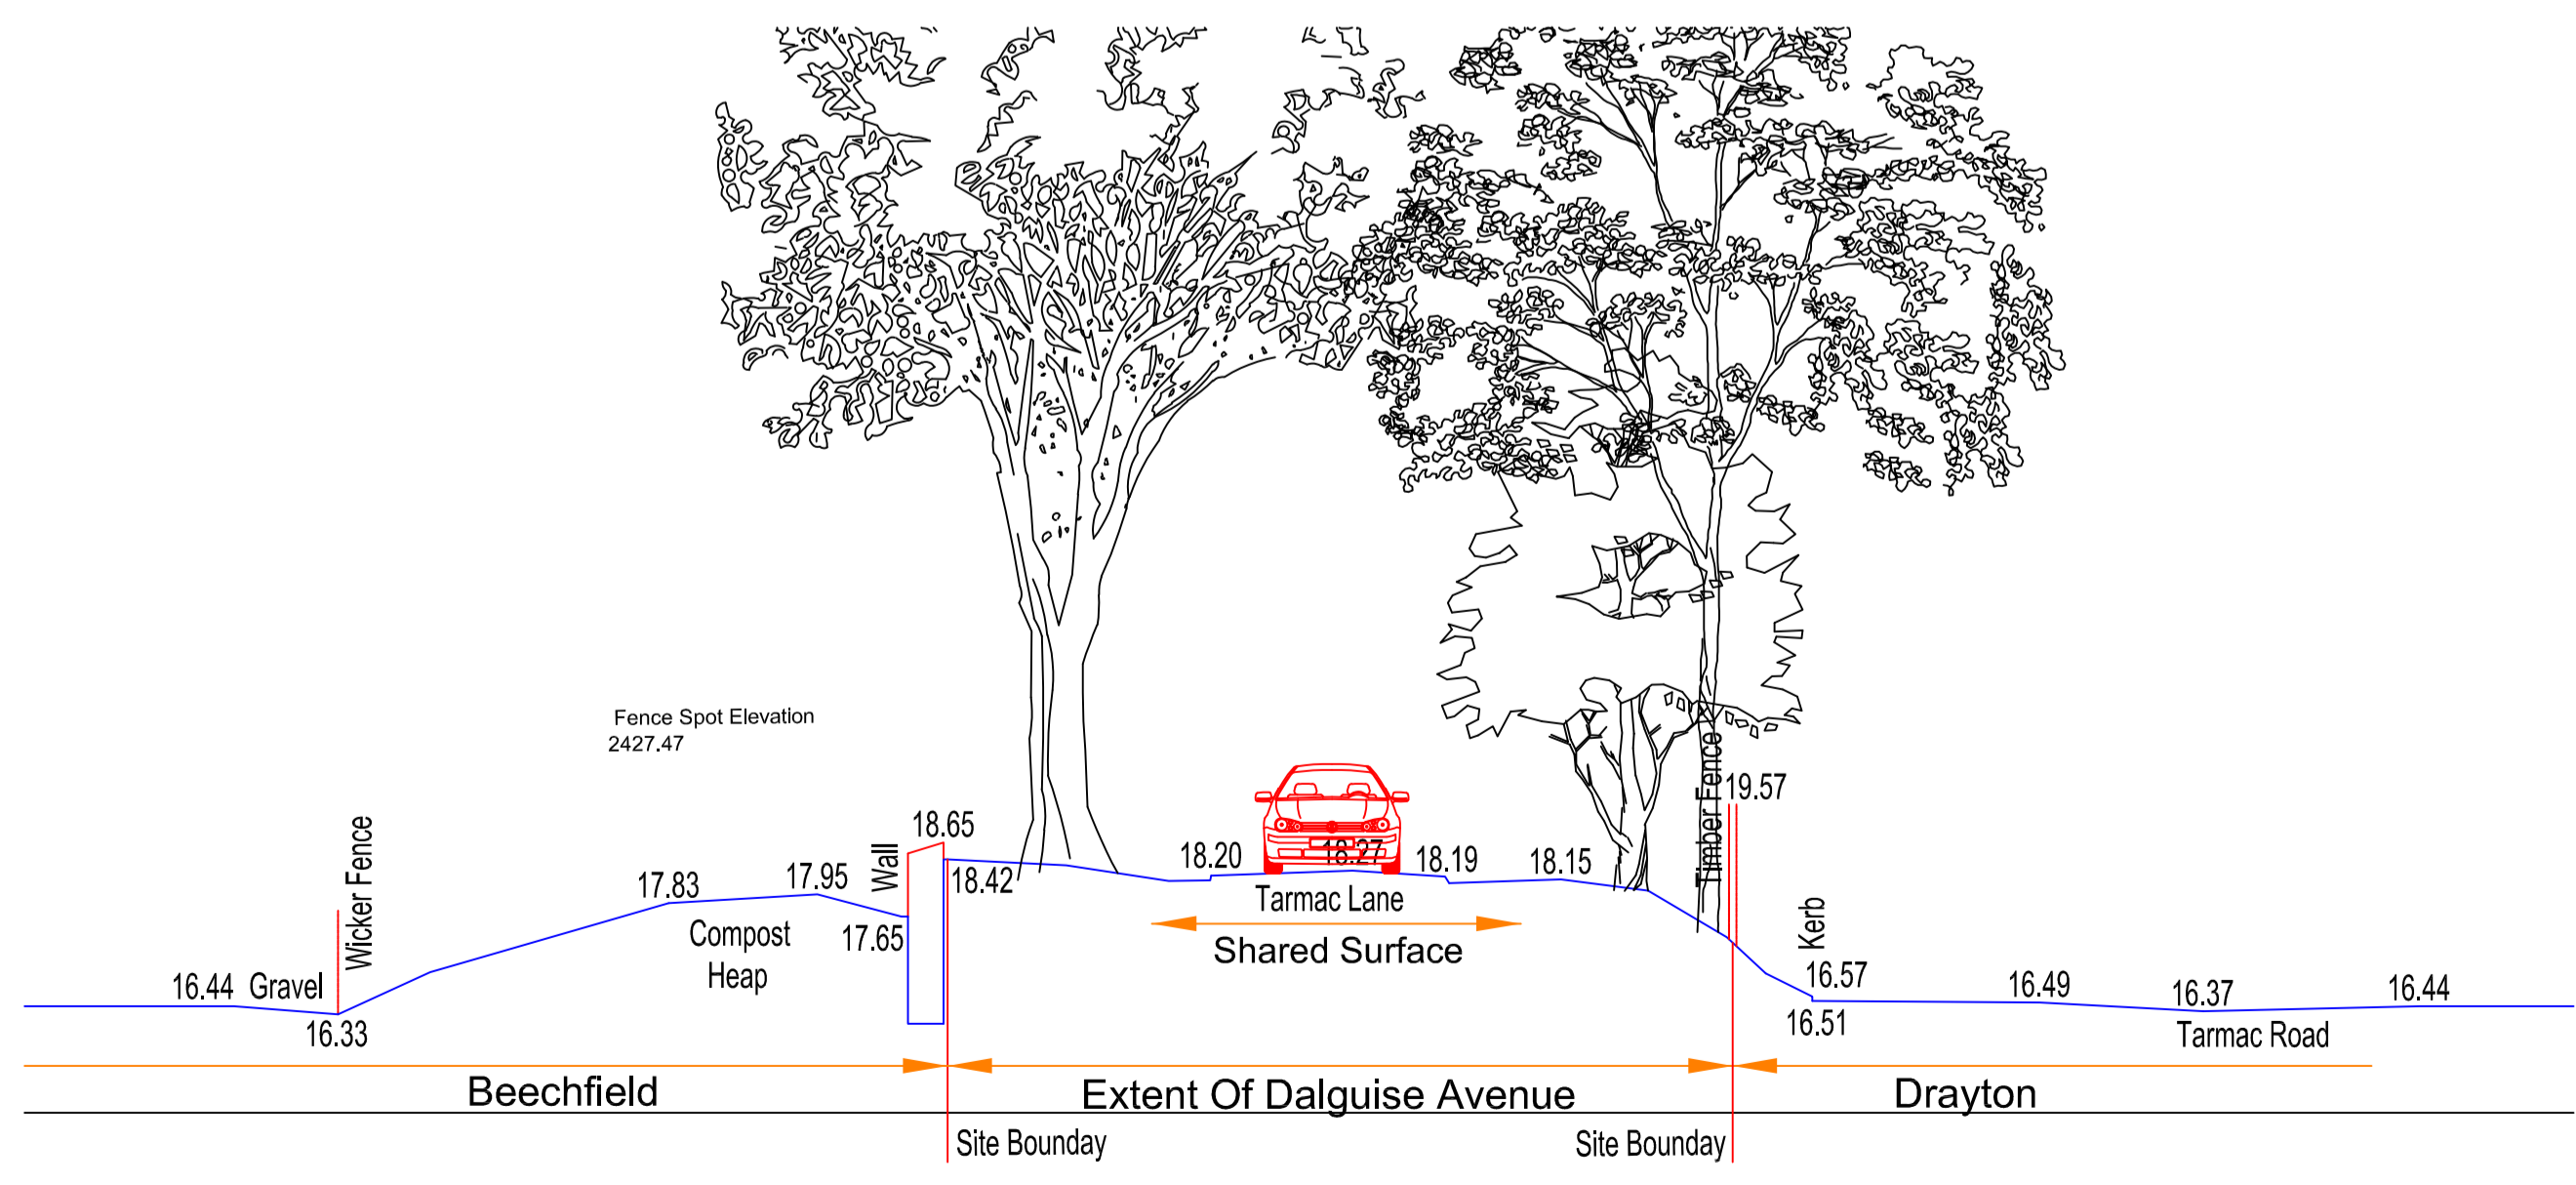 Fence Spot Elevation
2427.47
Timber Fence
19.57
Wicker Fence
Wall
18.65
18.20
18.27
18.19
18.15
17.83
17.95
18.42
Tarmac Lane
Compost
Heap
17.65
Shared Surface
Kerb
16.44 Gravel
16.33
16.57
16.51
16.49
16.37
16.44
Tarmac Road
Beechfield
Extent Of Dalguise Avenue
Drayton
Site Bounday
Site Bounday